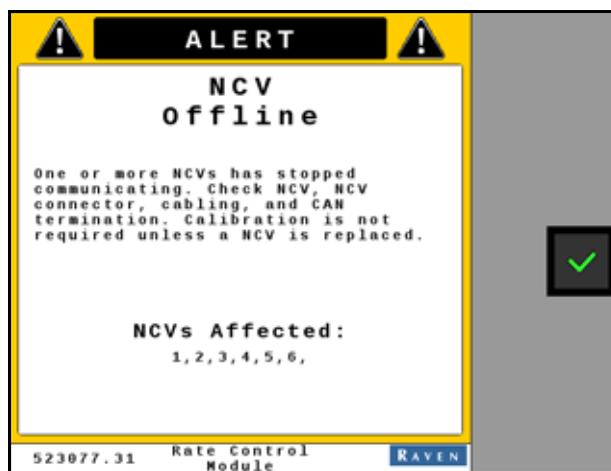 ALERT
NCV
Offline
One or more NCVs has stopped
communicating. Check NCV, NCV
connector, cabling, and CAN
termination. Calibration is not
required unless a NCV is replaced.
NCVs Affected:
1,2,3,4,5,6,
523077.31
Rate Control
Module
RAVEN